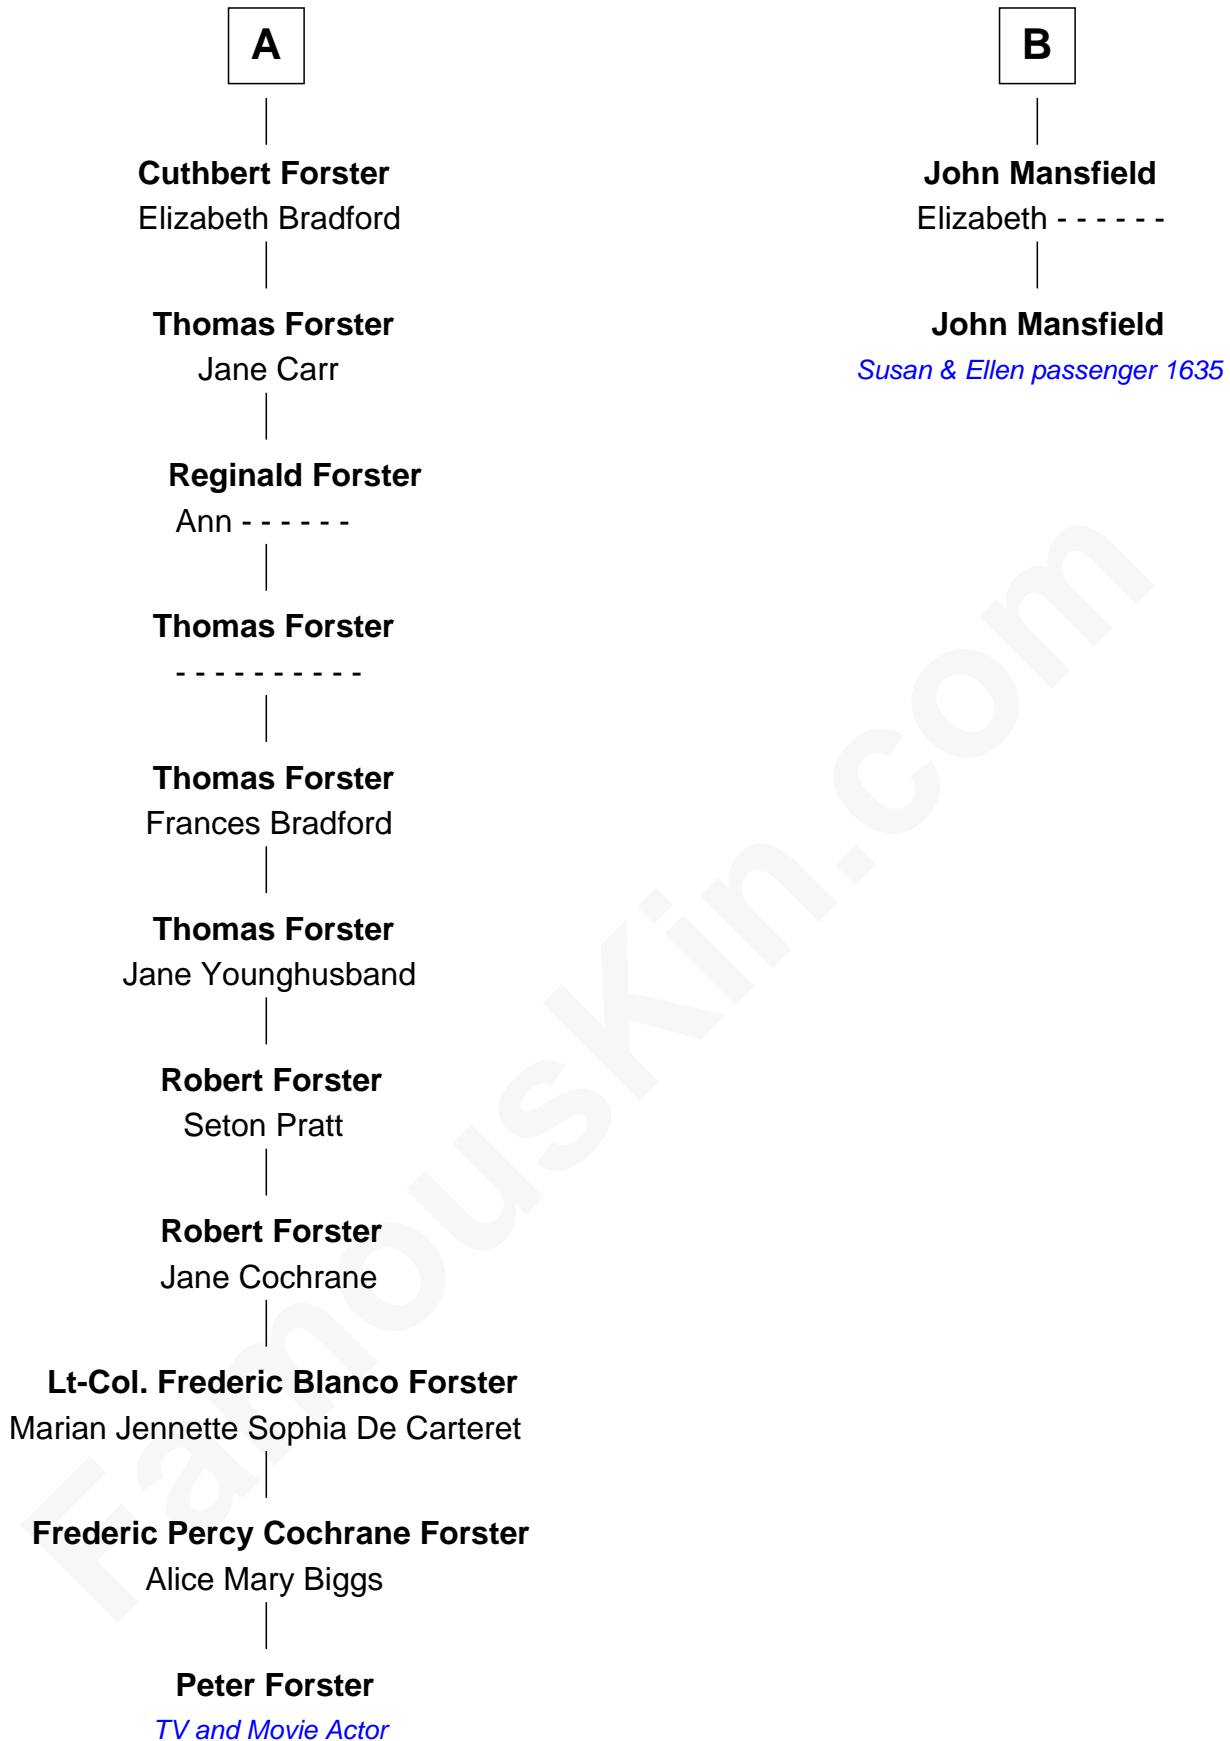 A
Cuthbert Forster
Elizabeth Bradford
Thomas Forster
Jane Carr
Reginald Forster
Ann - - - - - -
Thomas Forster
- - - - - - - - - -
Thomas Forster
Frances Bradford
Thomas Forster
Jane Younghusband
Robert Forster
Seton Pratt
Robert Forster
Jane Cochrane
Lt-Col. Frederic Blanco Forster
Marian Jennette Sophia De Carteret
Frederic Percy Cochrane Forster
Alice Mary Biggs
Peter Forster
TV and Movie Actor
B
John Mansfield
Elizabeth - - - - - -
John Mansfield
Susan & Ellen passenger 1635
FamousKin.com